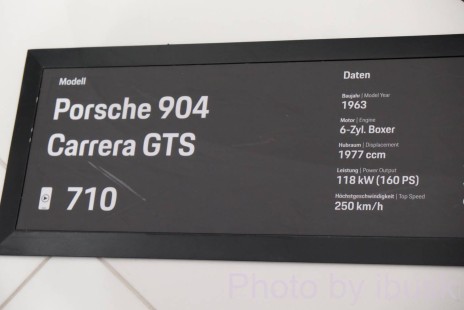 Modell
Porsche 904
Carrera GTS
710
Daten
Baujahr | Model Year
1963
Motor | Engine
6-Zyl. Boxer
Hubraum | Displacement
1977 ccm
Leistung | Power Output
118 kW (160 PS)
Höchstgeschwindigkeit | Top Speed
250 km/h
Photo by